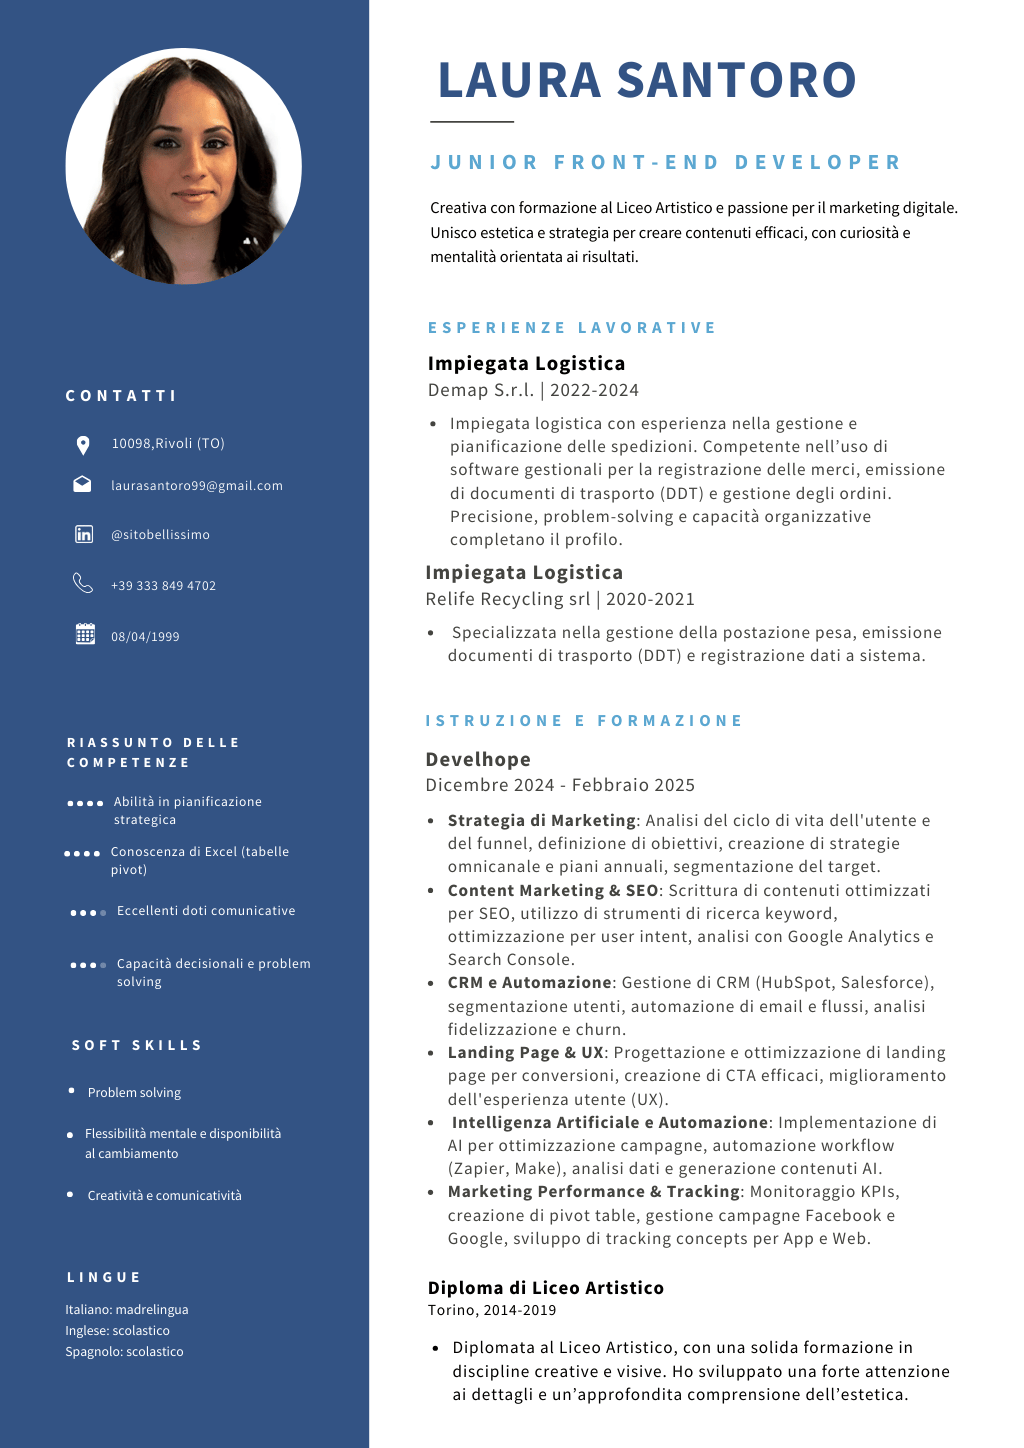 LAURA SANTORO
JUNIOR FRONT-END DEVELOPER
Creativa con formazione al Liceo Artistico e passione per il marketing digitale.
Unisco estetica e strategia per creare contenuti efficaci, con curiosità e
mentalità orientata ai risultati.
CONTATTI
10098,Rivoli (TO)
laurasantoro99@gmail.com
@sitobellissimo
+39 333 849 4702
08/04/1999
RIASSUNTO DELLE
COMPETENZE
Abilità in pianificazione
strategica
Conoscenza di Excel (tabelle
pivot)
Eccellenti doti comunicative
Capacità decisionali e problem
solving
SOFT SKILLS
• Problem solving
• Flessibilità mentale e disponibilità
al cambiamento
• Creatività e comunicatività
LINGUE
Italiano: madrelingua
Inglese: scolastico
Spagnolo: scolastico
ESPERIENZE LAVORATIVE
Impiegata Logistica
Demap S.r.l. | 2022-2024
• Impiegata logistica con esperienza nella gestione e
pianificazione delle spedizioni. Competente nell’uso di
software gestionali per la registrazione delle merci, emissione
di documenti di trasporto (DDT) e gestione degli ordini.
Precisione, problem-solving e capacità organizzative
completano il profilo.
Impiegata Logistica
Relife Recycling srl | 2020-2021
• Specializzata nella gestione della postazione pesa, emissione
documenti di trasporto (DDT) e registrazione dati a sistema.
ISTRUZIONE E FORMAZIONE
Develhope
Dicembre 2024 - Febbraio 2025
• Strategia di Marketing: Analisi del ciclo di vita dell'utente e
del funnel, definizione di obiettivi, creazione di strategie
omnicanale e piani annuali, segmentazione del target.
• Content Marketing & SEO: Scrittura di contenuti ottimizzati
per SEO, utilizzo di strumenti di ricerca keyword,
ottimizzazione per user intent, analisi con Google Analytics e
Search Console.
• CRM e Automazione: Gestione di CRM (HubSpot, Salesforce),
segmentazione utenti, automazione di email e flussi, analisi
fidelizzazione e churn.
• Landing Page & UX: Progettazione e ottimizzazione di landing
page per conversioni, creazione di CTA efficaci, miglioramento
dell'esperienza utente (UX).
• Intelligenza Artificiale e Automazione: Implementazione di
AI per ottimizzazione campagne, automazione workflow
(Zapier, Make), analisi dati e generazione contenuti AI.
• Marketing Performance & Tracking: Monitoraggio KPIs,
creazione di pivot table, gestione campagne Facebook e
Google, sviluppo di tracking concepts per App e Web.
Diploma di Liceo Artistico
Torino, 2014-2019
• Diplomata al Liceo Artistico, con una solida formazione in
discipline creative e visive. Ho sviluppato una forte attenzione
ai dettagli e un’approfondita comprensione dell’estetica.